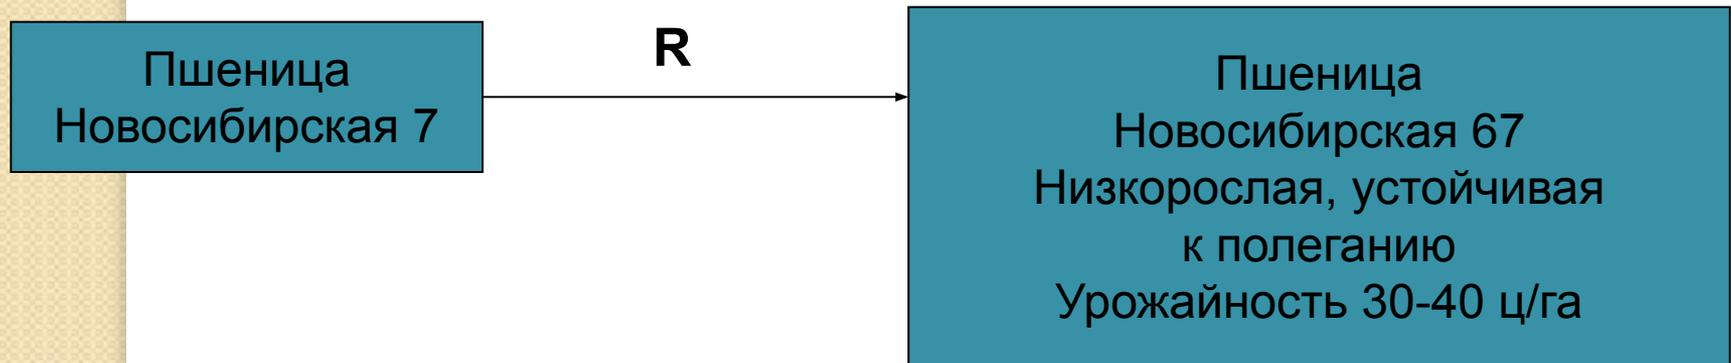 Пшеница
Новосибирская 7
R
Пшеница
Новосибирская 67
Низкорослая, устойчивая
к полеганию
Урожайность 30-40 ц/га